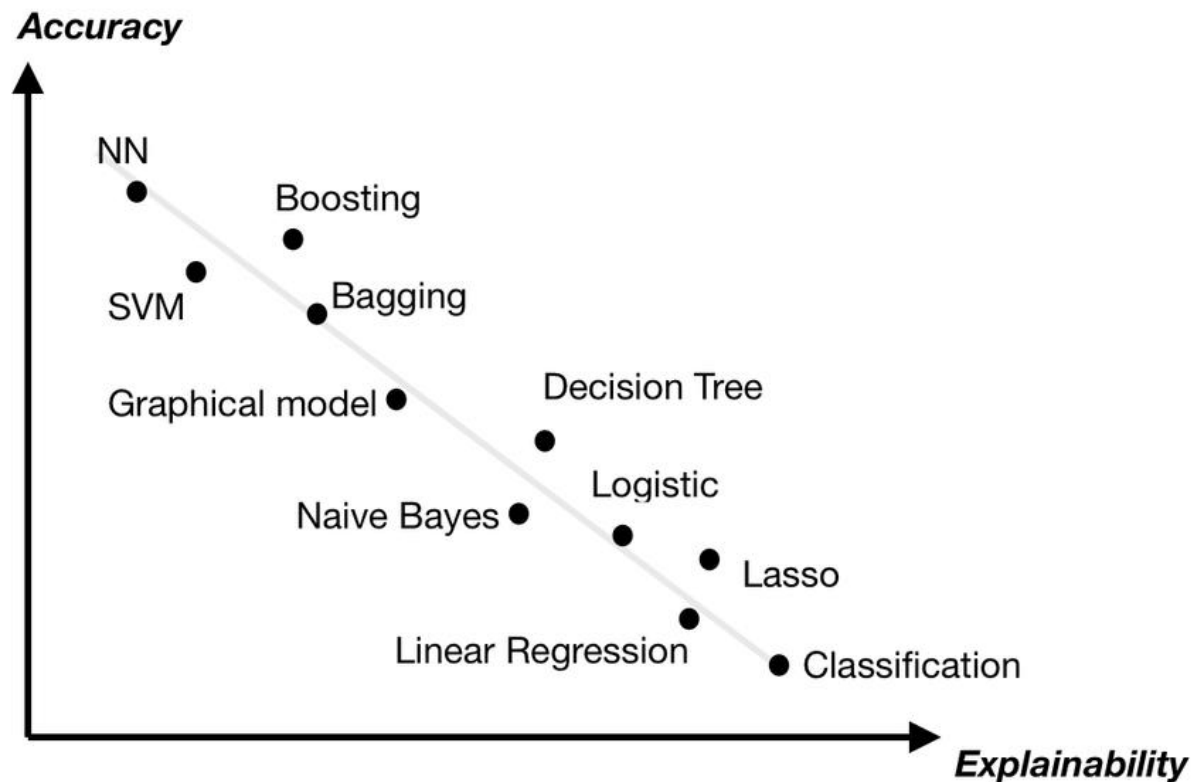 Accuracy
NN
Boosting
SVM
Bagging
Graphical model
Decision Tree
Logistic
Naive Bayes
Lasso
Linear Regression
Classification
Explainability